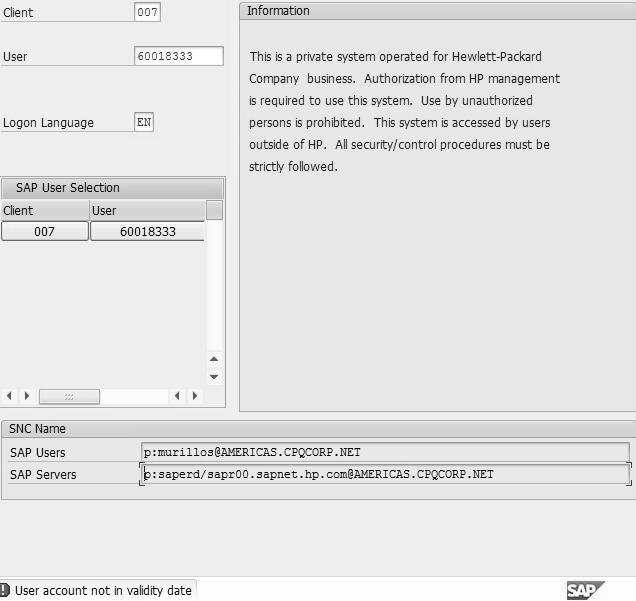 Client 007
Information
User 60018333
This is a private system operated for Hewlett-Packard
Company business. Authorization from HP management
is required to use this system. Use by unauthorized
persons is prohibited. This system is accessed by users
outside of HP. All security/control procedures must be
strictly followed.
Logon Language EN
SAP User Selection
Client User
007 60018333
SNC Name
SAP Users p:murillos@AMERICAS.CPQCORP.NET
SAP Servers p:saperd/sapr00.sapnet.hp.com@AMERICAS.CPQCORP.NET
User account not in validity date
SAP